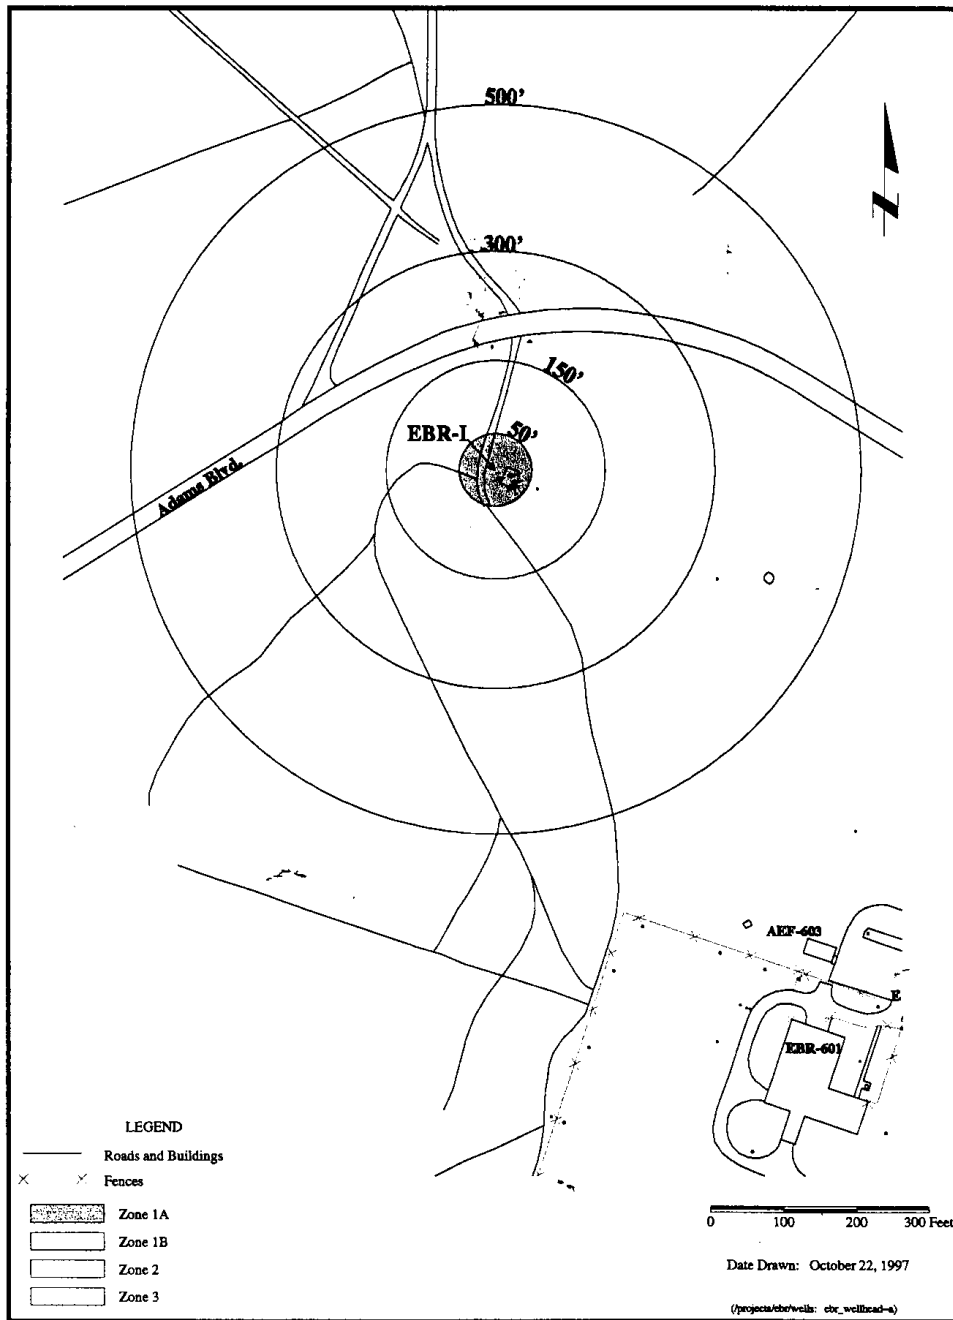 500'
300'
150'
50'
EBR-I
Adams Blvd.
AEF-603
E
EBR-601
LEGEND
Roads and Buildings
Fences
Zone 1A
Zone 1B
Zone 2
Zone 3
0 100 200 300 Feet
Date Drawn: October 22, 1997
(/projects/ebr/wells: ebr_wellhead-a)